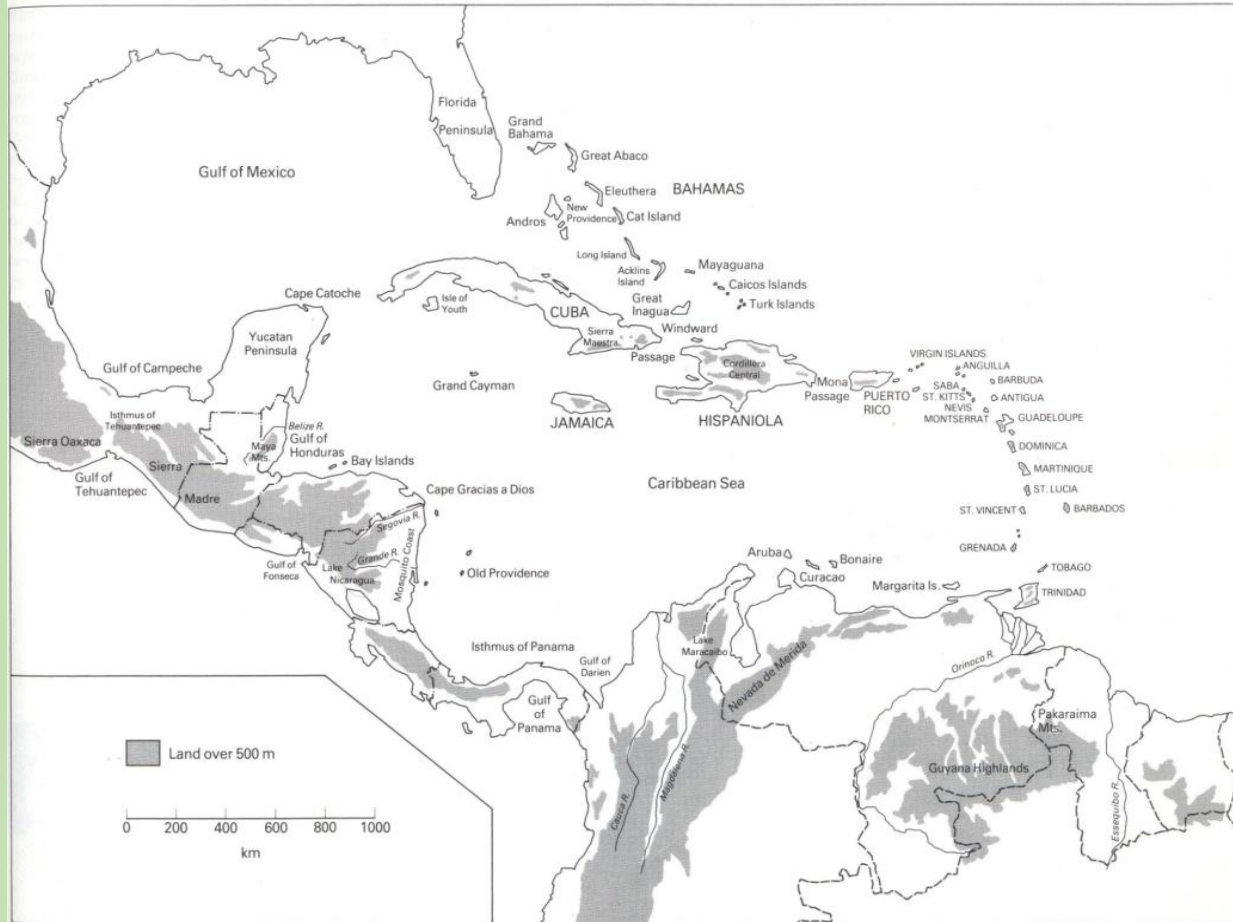 Florida
Peninsula
Grand
Bahama
Great Abaco
Gulf of Mexico
Eleuthera
BAHAMAS
New
Providence
Andros
Cat Island
Long Island
Acklins
Island
Mayaguana
Caicos Islands
Turk Islands
Great
Inagua
Cape Catoche
Isle of
Youth
CUBA
Sierra
Maestra
Windward
Passage
Yucatan
Peninsula
Gulf of Campeche
Grand Cayman
Cordillera
Central
Mona
Passage
PUERTO
RICO
VIRGIN ISLANDS
ANGUILLA
SABA
BARBUDA
ST. KITTS
ANTIGUA
NEVIS
MONTSERRAT
GUADELOUPE
JAMAICA
HISPANIOLA
Isthmus of
Tehuantepec
Belize R.
Sierra Oaxaca
Maya
Mts.
Gulf of
Honduras
DOMINICA
Sierra
Madre
Bay Islands
MARTINIQUE
Gulf of
Tehuantepec
Cape Gracias a Dios
Caribbean Sea
ST. LUCIA
ST. VINCENT
BARBADOS
Segovia R.
Grande R.
Mosquito Coast
Gulf of
Fonseca
Lake
Nicaragua
Old Providence
GRENADA
Aruba
Bonaire
Curacao
Margarita Is.
TOBAGO
TRINIDAD
Isthmus of Panama
Gulf of
Darien
Lake
Maracaibo
Nevada de Merida
Orinoco R.
Gulf
of
Panama
Pakaraima
Mts.
Land over 500 m
Cauca R.
Magdalena R.
Guyana Highlands
Essequibo R.
0 200 400 600 800 1000
km